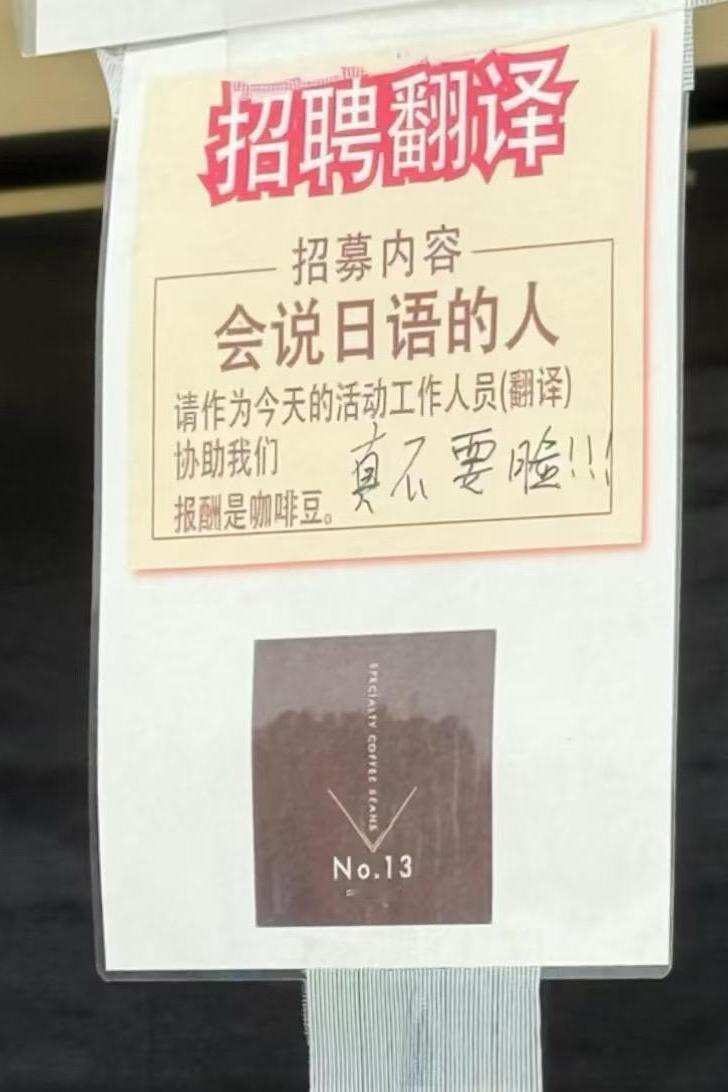 招聘翻译
招募内容
会说日语的人
请作为今天的活动工作人员(翻译)
协助我们
报酬是咖啡豆。
真不要脸!!!
SPECIALTY COFFEE BEANS
No.13